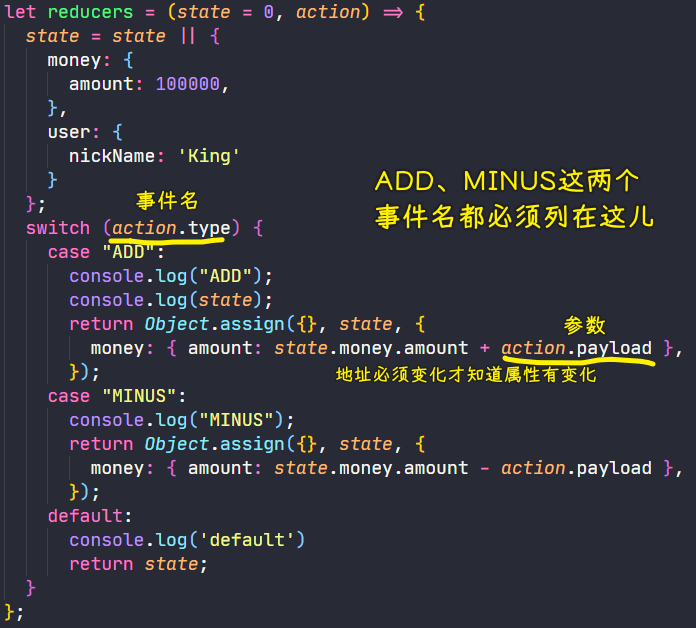 let reducers = (state = 0, action) => {
state = state || {
money: {
amount: 100000,
},
user: {
nickName: 'King'
}
};
事件名
ADD、MINUS这两个
事件名都必须列在这儿
switch (action.type) {
case "ADD":
console.log("ADD");
console.log(state);
return Object.assign({}, state, {
参数
money: { amount: state.money.amount + action.payload },
});
地址必须变化才知道属性有变化
case "MINUS":
console.log("MINUS");
return Object.assign({}, state, {
money: { amount: state.money.amount - action.payload },
});
default:
console.log('default')
return state;
}
};